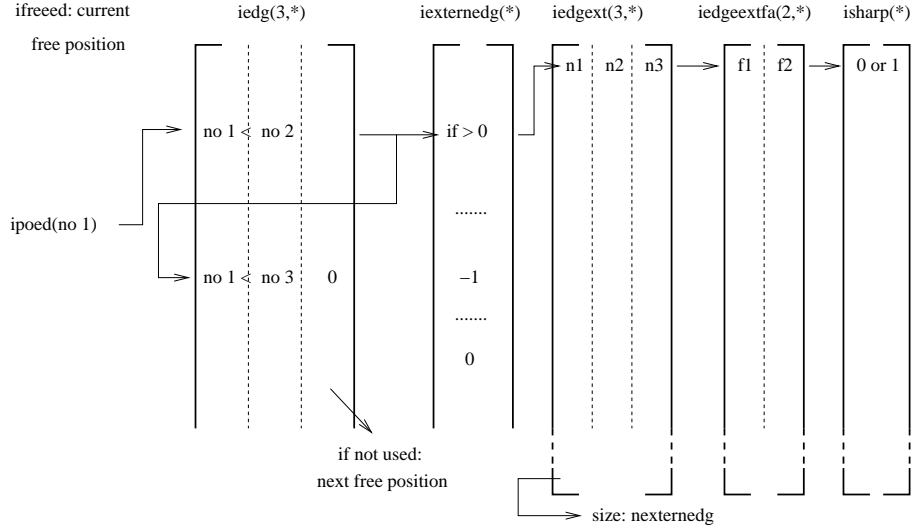 ifreeed: current
free position
iedg(3,*)
iexternedg(*)
iedgext(3,*)
iedgeextfa(2,*)
isharp(*)
n1 n2 n3
f1 f2
0 or 1
no 1 < no 2
if > 0
ipoed(no 1)
.......
no 1 < no 3 0
−1
.......
0
if not used:
next free position
size: nexternedg